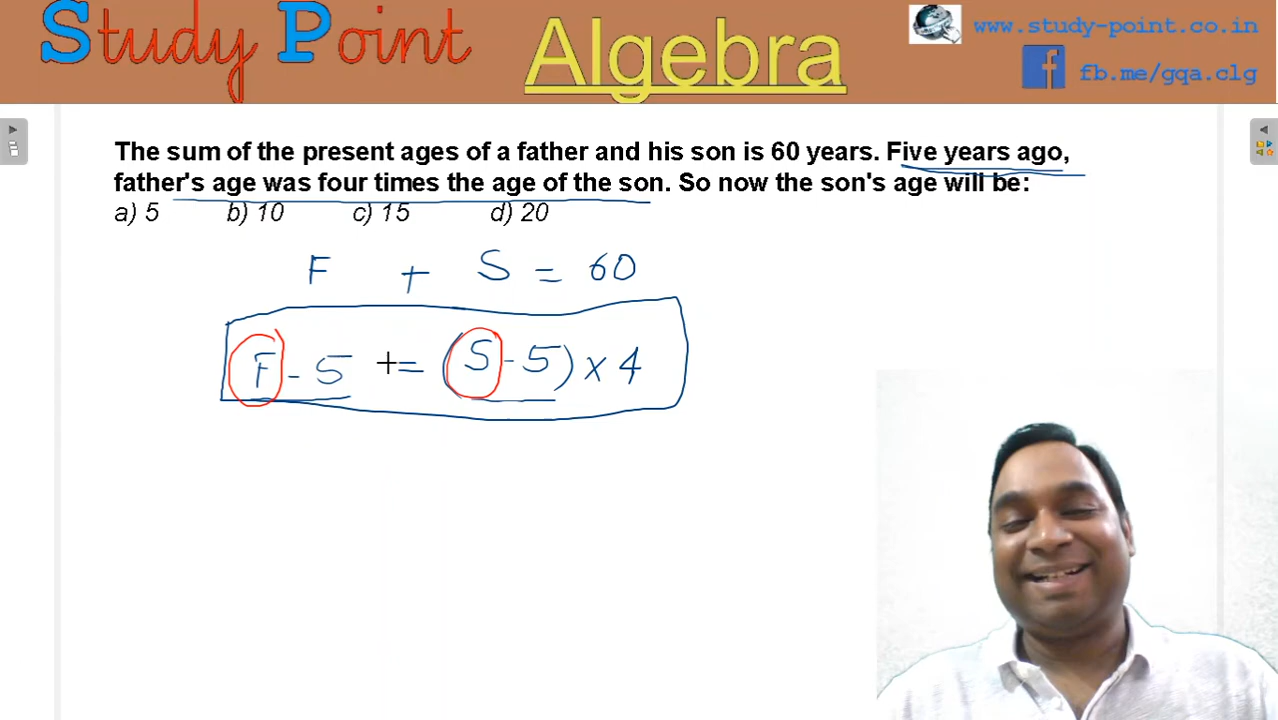 Study Point
Algebra
www.study-point.co.in
fb.me/gqa.clg
The sum of the present ages of a father and his son is 60 years. Five years ago,
father's age was four times the age of the son. So now the son's age will be:
a) 5 b) 10 c) 15 d) 20
F + S = 60
F - 5 = (S - 5) x 4